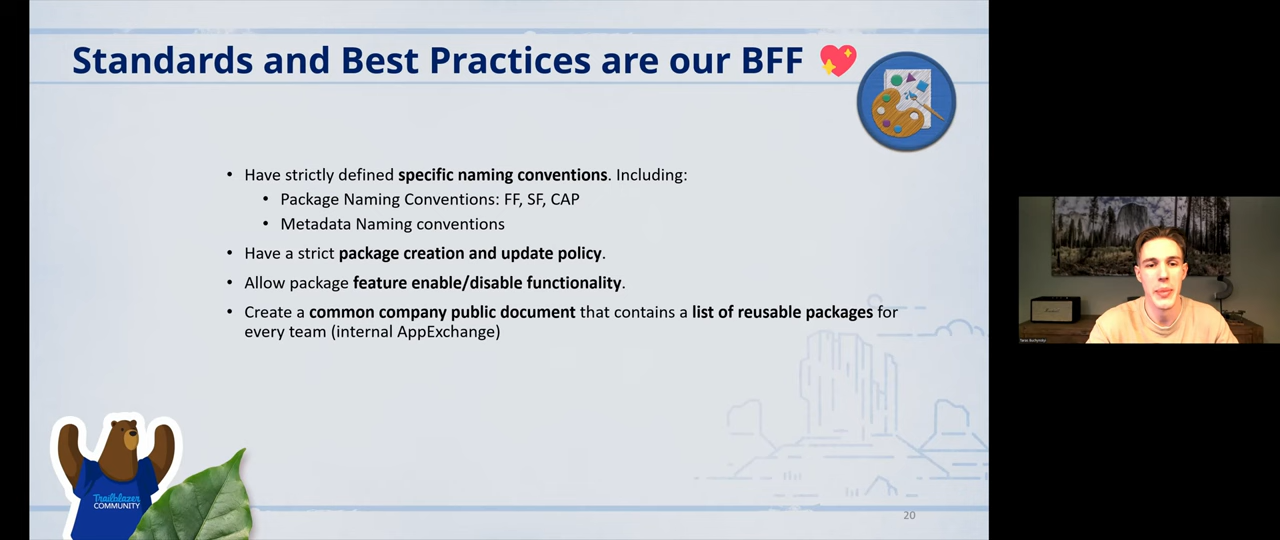 Standards and Best Practices are our BFF 💖
• Have strictly defined specific naming conventions. Including:
• Package Naming Conventions: FF, SF, CAP
• Metadata Naming conventions
• Have a strict package creation and update policy.
• Allow package feature enable/disable functionality.
• Create a common company public document that contains a list of reusable packages for
every team (internal AppExchange)
Trailblazer
COMMUNITY
20